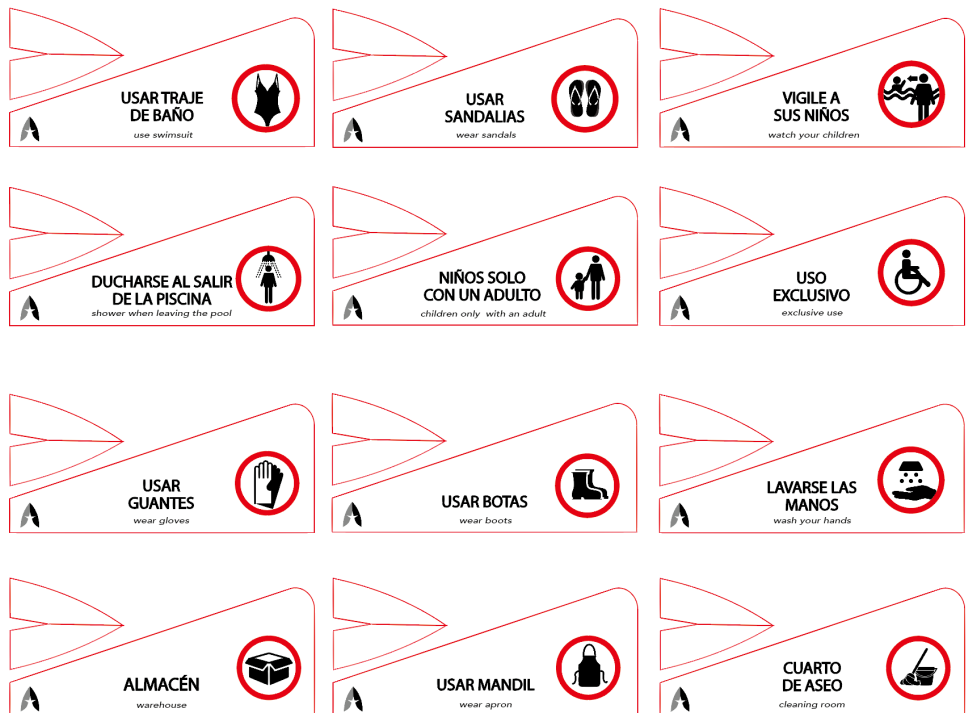 USAR TRAJE
DE BAÑO
use swimsuit
USAR
SANDALIAS
wear sandals
VIGILE A
SUS NIÑOS
watch your children
DUCHARSE AL SALIR
DE LA PISCINA
shower when leaving the pool
NIÑOS SOLO
CON UN ADULTO
children only with an adult
USO
EXCLUSIVO
exclusive use
USAR
GUANTES
wear gloves
USAR BOTAS
wear boots
LAVARSE LAS
MANOS
wash your hands
ALMACÉN
warehouse
USAR MANDIL
wear apron
CUARTO
DE ASEO
cleaning room